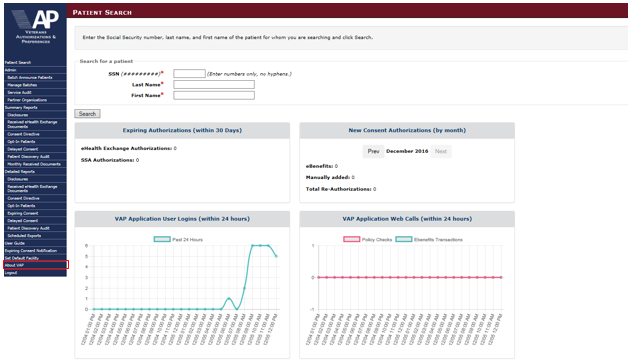 AP
VETERANS
AUTHORIZATIONS &
PREFERENCES
PATIENT SEARCH
Enter the Social Security number, last name, and first name of the patient for whom you are searching and click Search.
Patient Search
Admin
Batch Announce Patients
Manage Batches
Service Audit
Partner Organizations
Summary Reports
Disclosures
Received eHealth Exchange
Documents
Consent Directive
Opt-In Patients
Delayed Consent
Patient Discovery Audit
Monthly Received Documents
Detailed Reports
Disclosures
Received eHealth Exchange
Documents
Consent Directive
Opt-In Patients
Expiring Consent
Delayed Consent
Patient Discovery Audit
Scheduled Exports
User Guide
Expiring Consent Notification
Set Default Facility
About VAP
Logout
Search for a patient
SSN (#########)* (Enter numbers only, no hyphens.)
Last Name*
First Name*
Search
Expiring Authorizations (within 30 Days)
eHealth Exchange Authorizations: 0
SSA Authorizations: 0
New Consent Authorizations (by month)
Prev December 2016 Next
eBenefits: 0
Manually added: 0
Total Re-Authorizations: 0
VAP Application User Logins (within 24 hours)
Past 24 Hours
6
5
4
3
2
1
0
VAP Application Web Calls (within 24 hours)
Policy Checks Ebenefits Transactions
1
0
-1